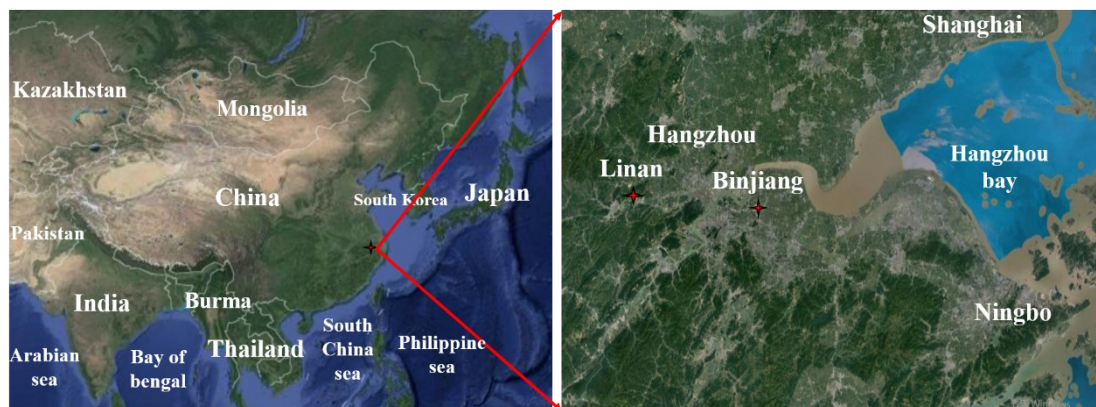 Kazakhstan
Mongolia
China
South Korea
Japan
Pakistan
India
Burma
Thailand
South
China
sea
Philippine
sea
Arabian
sea
Bay of
bengal
Shanghai
Hangzhou
Linan
Binjiang
Hangzhou
bay
Ningbo